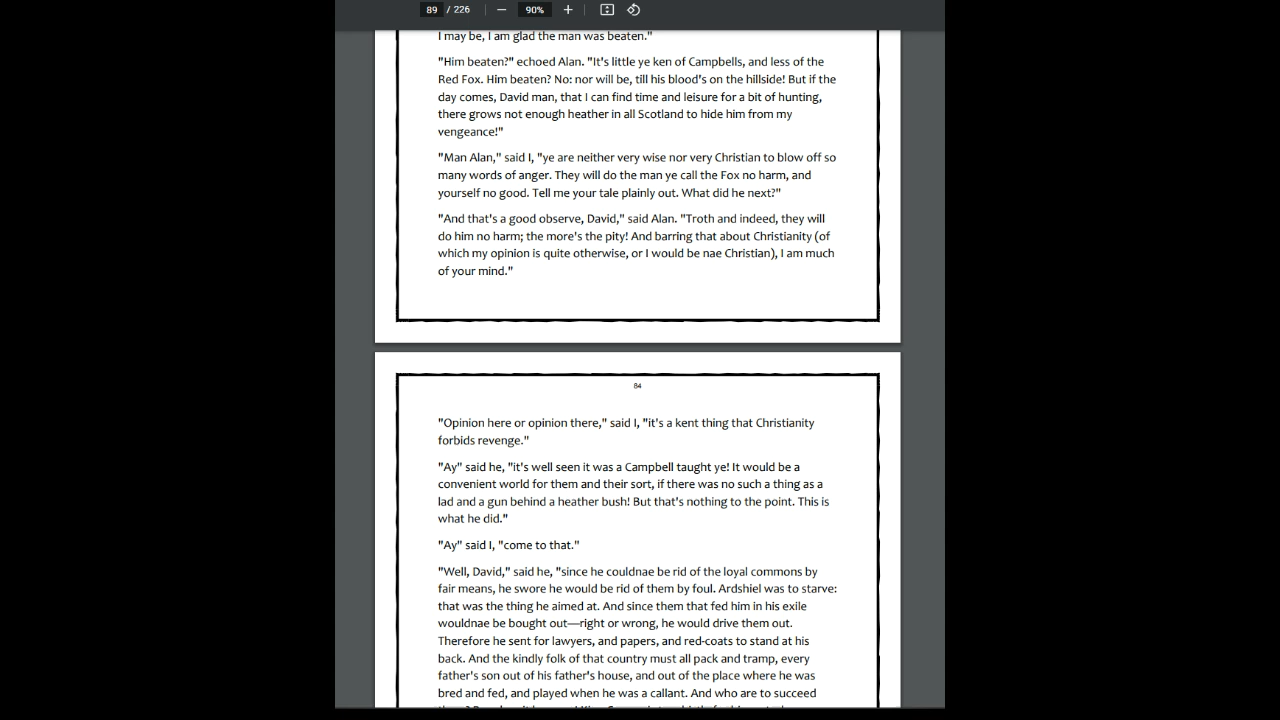 89 / 226 90%
I may be, I am glad the man was beaten."
"Him beaten?" echoed Alan. "It's little ye ken of Campbells, and less of the
Red Fox. Him beaten? No: nor will be, till his blood's on the hillside! But if the
day comes, David man, that I can find time and leisure for a bit of hunting,
there grows not enough heather in all Scotland to hide him from my
vengeance!"
"Man Alan," said I, "ye are neither very wise nor very Christian to blow off so
many words of anger. They will do the man ye call the Fox no harm, and
yourself no good. Tell me your tale plainly out. What did he next?"
"And that's a good observe, David," said Alan. "Troth and indeed, they will
do him no harm; the more's the pity! And barring that about Christianity (of
which my opinion is quite otherwise, or I would be nae Christian), I am much
of your mind."
84
"Opinion here or opinion there," said I, "it's a kent thing that Christianity
forbids revenge."
"Ay" said he, "it's well seen it was a Campbell taught ye! It would be a
convenient world for them and their sort, if there was no such a thing as a
lad and a gun behind a heather bush! But that's nothing to the point. This is
what he did."
"Ay" said I, "come to that."
"Well, David," said he, "since he couldnae be rid of the loyal commons by
fair means, he swore he would be rid of them by foul. Ardshiel was to starve:
that was the thing he aimed at. And since them that fed him in his exile
wouldnae be bought out—right or wrong, he would drive them out.
Therefore he sent for lawyers, and papers, and red-coats to stand at his
back. And the kindly folk of that country must all pack and tramp, every
father's son out of his father's house, and out of the place where he was
bred and fed, and played when he was a callant. And who are to succeed